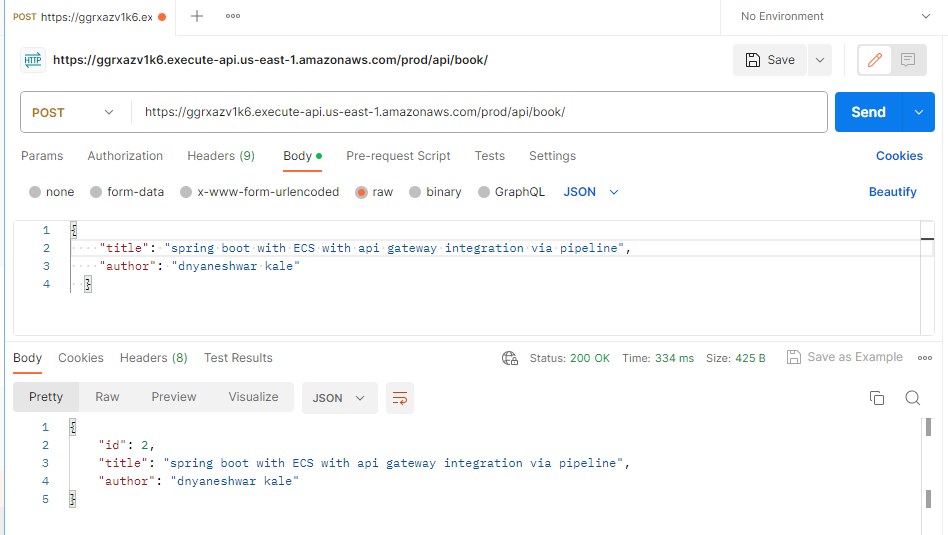 POST https://ggrxazv1k6.ex No Environment
HTTP https://ggrxazv1k6.execute-api.us-east-1.amazonaws.com/prod/api/book/ Save
POST https://ggrxazv1k6.execute-api.us-east-1.amazonaws.com/prod/api/book/ Send
Params Authorization Headers (9) Body Pre-request Script Tests Settings Cookies
none form-data x-www-form-urlencoded raw binary GraphQL JSON Beautify
1 {
2 "title": "spring boot with ECS with api gateway integration via pipeline",
3 "author": "dnyaneshwar kale"
4 }
Body Cookies Headers (8) Test Results Status: 200 OK Time: 334 ms Size: 425 B Save as Example
Pretty Raw Preview Visualize JSON
1 {
2 "id": 2,
3 "title": "spring boot with ECS with api gateway integration via pipeline",
4 "author": "dnyaneshwar kale"
5 }